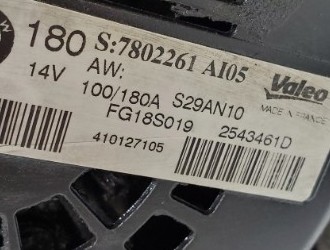 180 S:7802261 AI05
14V AW: Valeo
100/180A S29AN10 MADE IN FRANCE
FG18S019 2543461D
410127105